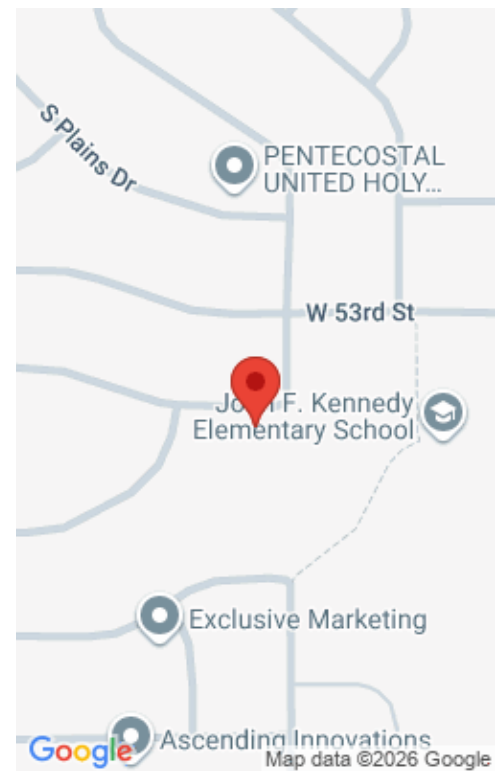 S Plains Dr
PENTECOSTAL
UNITED HOLY...
W 53rd St
John F. Kennedy
Elementary School
Exclusive Marketing
Ascending Innovations
Google
Map data ©2026 Google